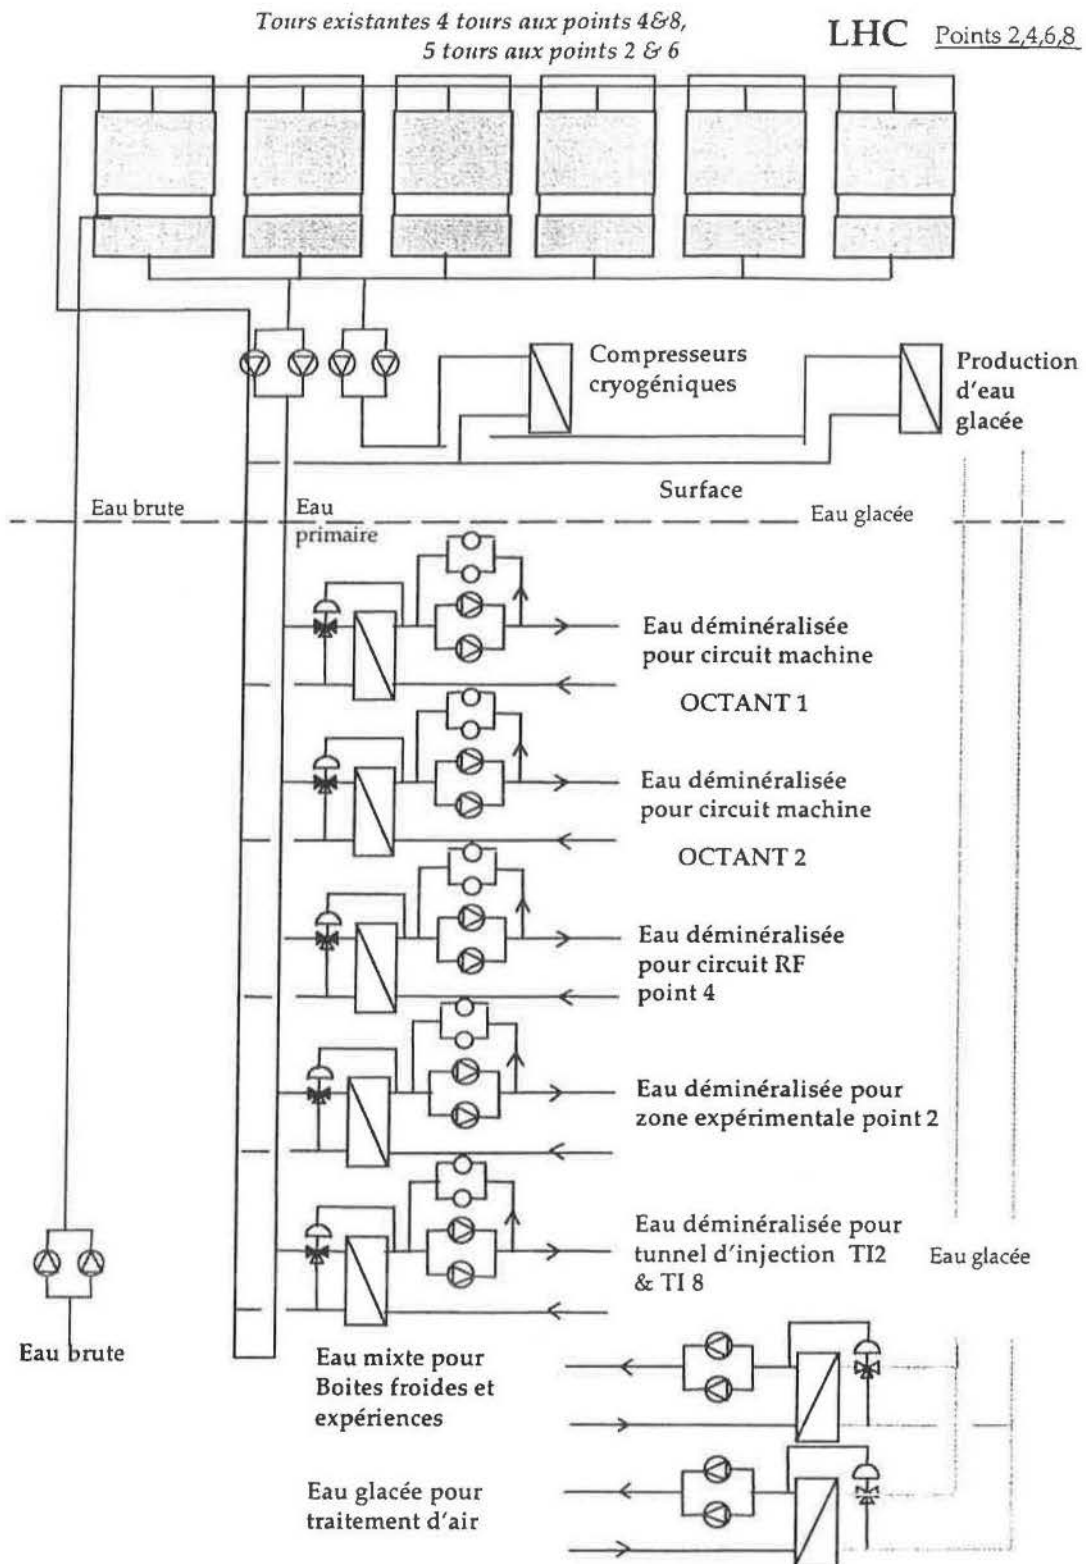 Tours existantes 4 tours aux points 4&8,
5 tours aux points 2 & 6
LHC Points 2,4,6,8
Compresseurs
cryogéniques
Production
d'eau
glacée
Surface
Eau brute
Eau
primaire
Eau glacée
Eau déminéralisée
pour circuit machine
OCTANT 1
Eau déminéralisée
pour circuit machine
OCTANT 2
Eau déminéralisée
pour circuit RF
point 4
Eau déminéralisée pour
zone expérimentale point 2
Eau déminéralisée pour
tunnel d'injection TI2
& TI 8
Eau glacée
Eau brute
Eau mixte pour
Boites froides et
expériences
Eau glacée pour
traitement d'air